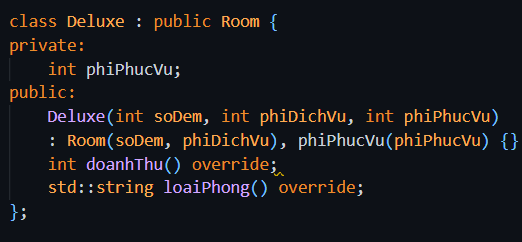 class Deluxe : public Room {
private:
    int phiPhucVu;
public:
    Deluxe(int soDem, int phiDichVu, int phiPhucVu)
    : Room(soDem, phiDichVu), phiPhucVu(phiPhucVu) {}
    int doanhThu() override;
    std::string loaiPhong() override;
};